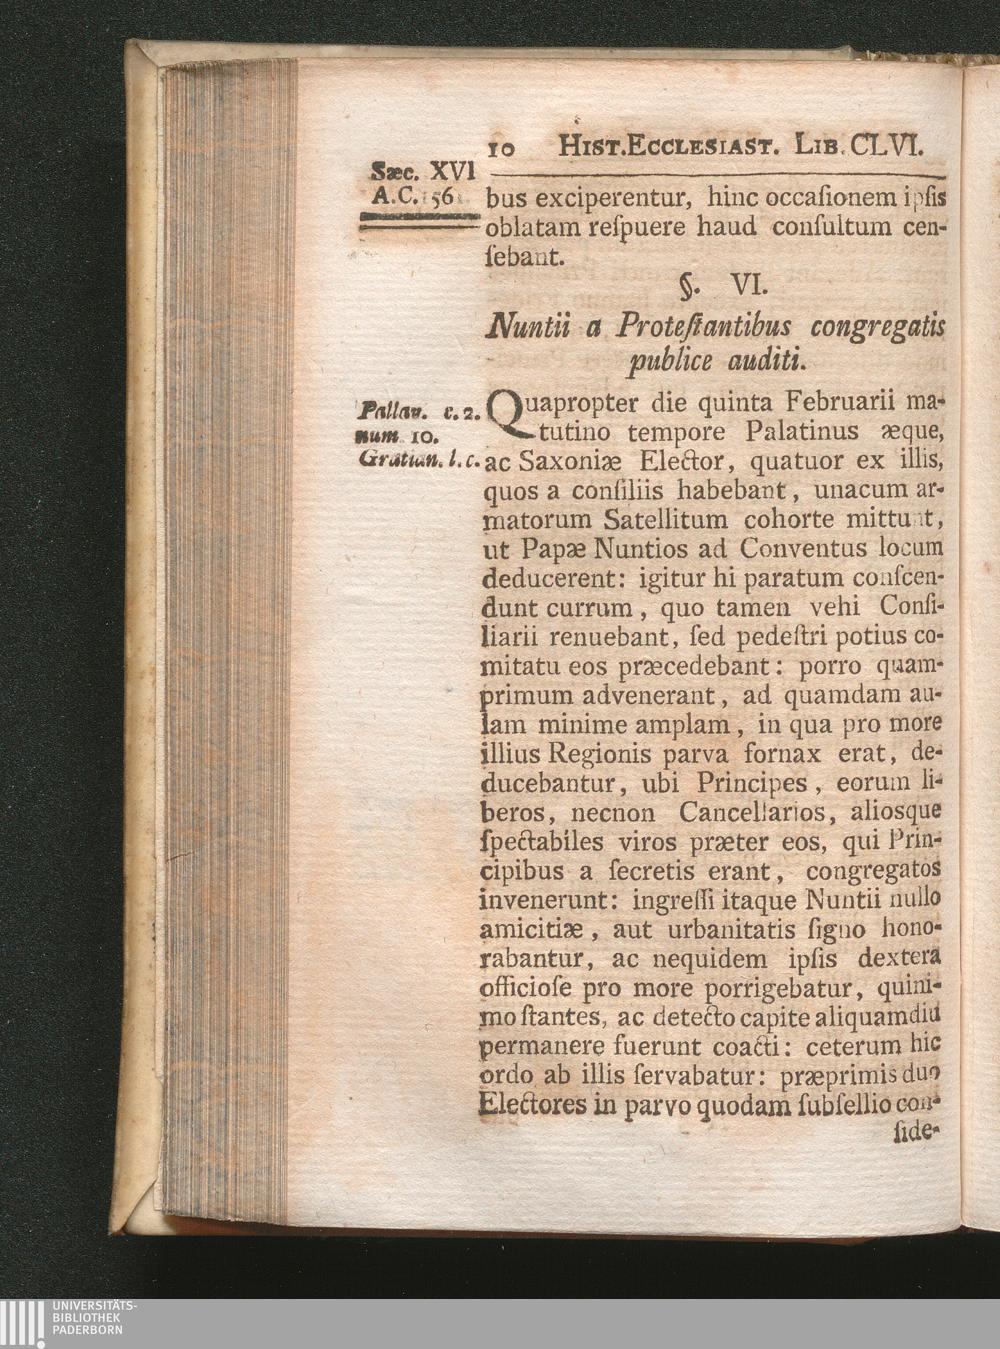 10 HIST.ECCLESIAST. LIB. CLVI.
Sæc. XVI
A.C. 156
bus exciperentur, hinc occaſionem ipſis
oblatam reſpuere haud conſultum cen-
ſebant.
§. VI.
Nuntii a Proteſtantibus congregatis
publice auditi.
Pallav. c. 2.
num 10.
Gratian. l. c.
Quapropter die quinta Februarii ma-
tutino tempore Palatinus æque,
ac Saxoniæ Elector, quatuor ex illis,
quos a conſiliis habebant, unacum ar-
matorum Satellitum cohorte mittunt,
ut Papæ Nuntios ad Conventus locum
deducerent: igitur hi paratum conſcen-
dunt currum, quo tamen vehi Conſi-
liarii renuebant, ſed pedeſtri potius co-
mitatu eos præcedebant: porro quam-
primum advenerant, ad quamdam au-
lam minime amplam, in qua pro more
illius Regionis parva fornax erat, de-
ducebantur, ubi Principes, eorum li-
beros, necnon Cancellarios, aliosque
ſpectabiles viros præter eos, qui Prin-
cipibus a ſecretis erant, congregatos
invenerunt: ingreſſi itaque Nuntii nullo
amicitiæ, aut urbanitatis ſigno hono-
rabantur, ac nequidem ipſis dextera
officioſe pro more porrigebatur, quini-
mo ſtantes, ac detecto capite aliquamdiu
permanere fuerunt coacti: ceterum hic
ordo ab illis ſervabatur: præprimis duo
Electores in parvo quodam ſubſellio con-
ſide-
UNIVERSITÄTS-
BIBLIOTHEK
PADERBORN